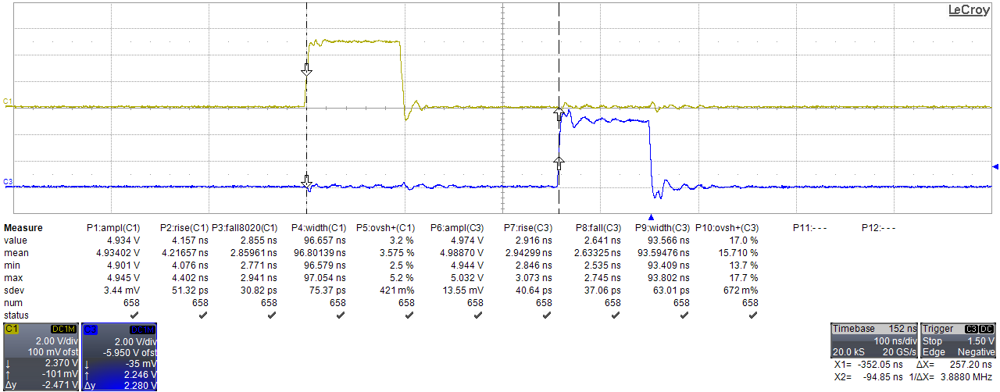 LeCroy
C1
C3
Measure P1:ampl(C1) P2:rise(C1) P3:fall8020(C1) P4:width(C1) P5:ovsh+(C1) P6:ampl(C3) P7:rise(C3) P8:fall(C3) P9:width(C3) P10:ovsh+(C3) P11:- - - P12:- - -
value 4.934 V 4.157 ns 2.855 ns 96.657 ns 3.2 % 4.974 V 2.916 ns 2.641 ns 93.566 ns 17.0 %
mean 4.93402 V 4.21657 ns 2.85961 ns 96.80139 ns 3.575 % 4.98870 V 2.94299 ns 2.63325 ns 93.59476 ns 15.710 %
min 4.901 V 4.076 ns 2.771 ns 96.579 ns 2.5 % 4.944 V 2.846 ns 2.535 ns 93.409 ns 13.7 %
max 4.945 V 4.402 ns 2.941 ns 97.054 ns 5.2 % 5.032 V 3.073 ns 2.745 ns 93.802 ns 17.7 %
sdev 3.44 mV 51.32 ps 30.82 ps 75.37 ps 421 m% 13.55 mV 40.64 ps 37.06 ps 63.01 ps 672 m%
num 658 658 658 658 658 658 658 658 658 658
status
C1 DC1M
2.00 V/div
100 mV ofst
↓ 2.370 V
↑ -101 mV
Δy -2.471 V
C3 DC1M
2.00 V/div
-5.950 V ofst
↓ -35 mV
↑ 2.246 V
Δy 2.280 V
Timebase 152 ns
100 ns/div
20.0 kS 20 GS/s
Trigger C3 DC
Stop 1.50 V
Edge Negative
X1= -352.05 ns ΔX= 257.20 ns
X2= -94.85 ns 1/ΔX= 3.8880 MHz